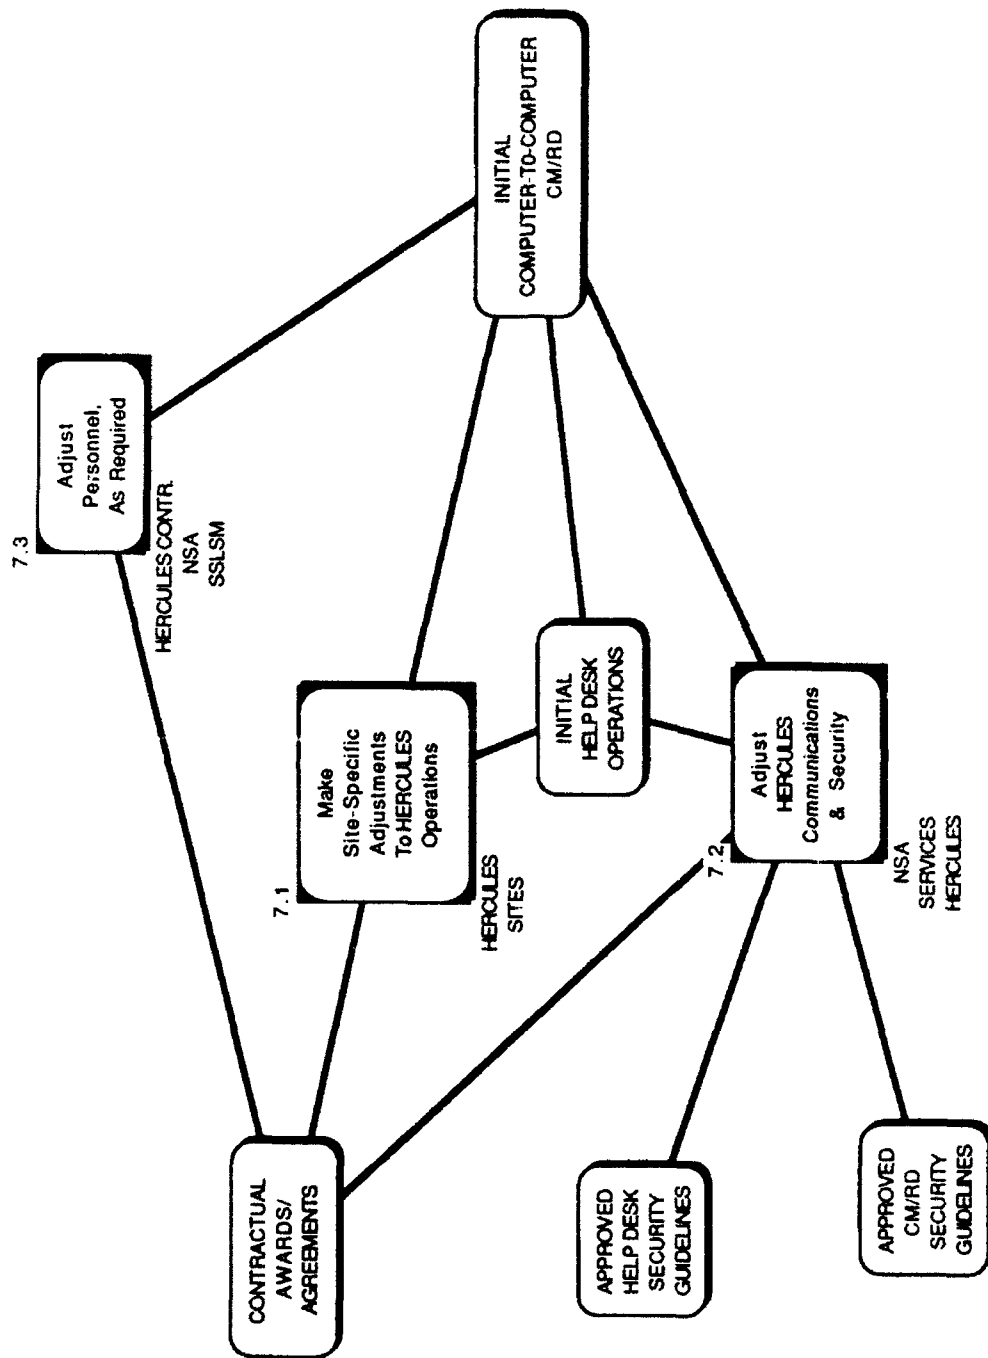 7.3
Adjust
Personnel,
As Required
HERCULES CONTR.
NSA
SSLSM
CONTRACTUAL
AWARDS/
AGREEMENTS
7.1
Make
Site-Specific
Adjustments
To HERCULES
Operations
HERCULES
SITES
INITIAL
COMPUTER-TO-COMPUTER
CM/RD
INITIAL
HELP DESK
OPERATIONS
APPROVED
HELP DESK
SECURITY
GUIDELINES
7.2
Adjust
HERCULES
Communications
& Security
NSA
SERVICES
HERCULES
APPROVED
CM/RD
SECURITY
GUIDELINES